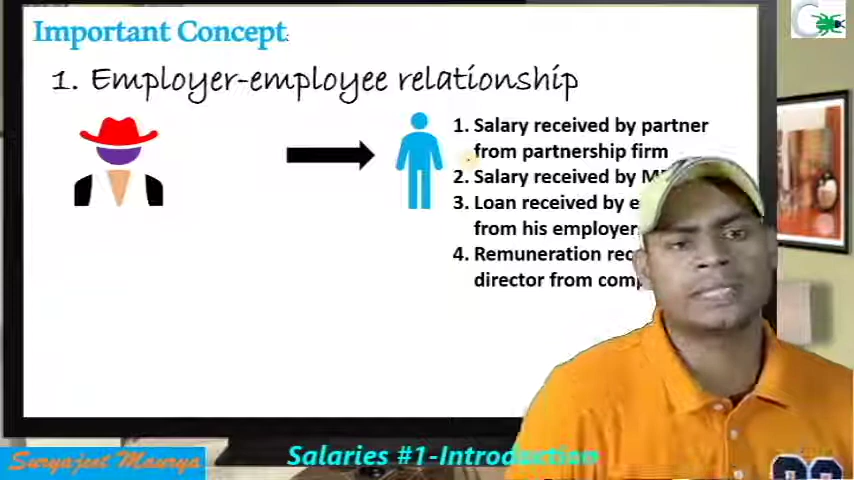 Important Concept
1. Employer-employee relationship
1. Salary received by partner
from partnership firm
2. Salary received by
3. Loan received by
from his employer
4. Remuneration
director from
Salaries #1-Introduction
Suryajeet Maurya